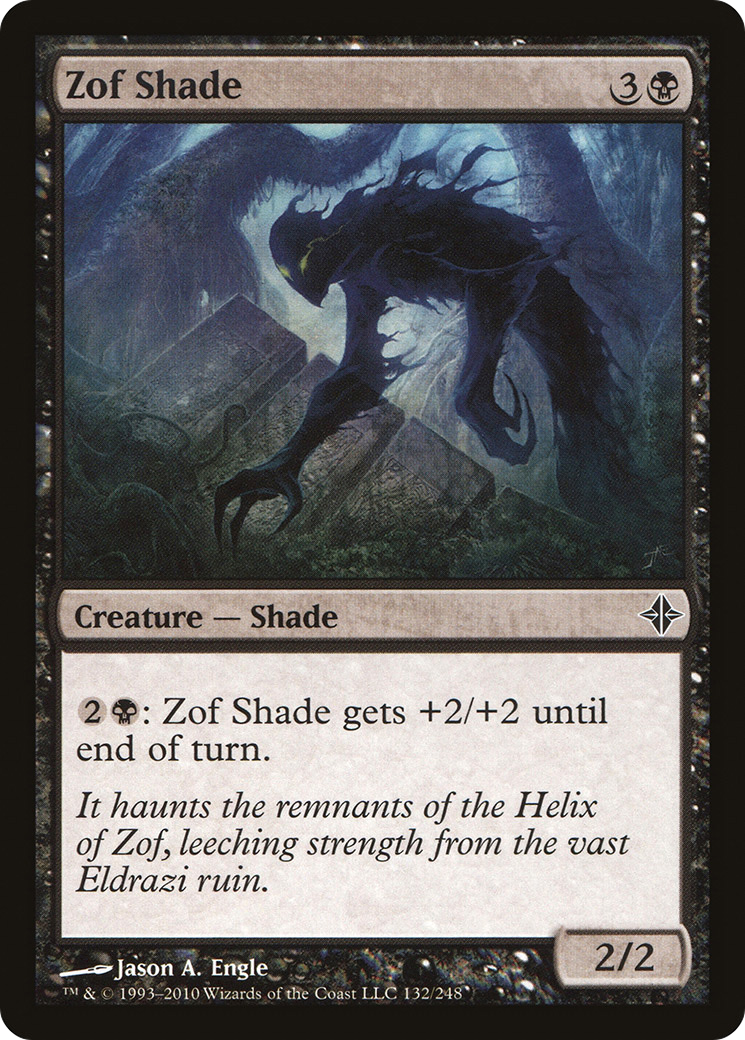 Zof Shade 3
Creature — Shade
2: Zof Shade gets +2/+2 until
end of turn.
It haunts the remnants of the Helix
of Zof, leeching strength from the vast
Eldrazi ruin.
2/2
Jason A. Engle
™ & © 1993–2010 Wizards of the Coast LLC 132/248